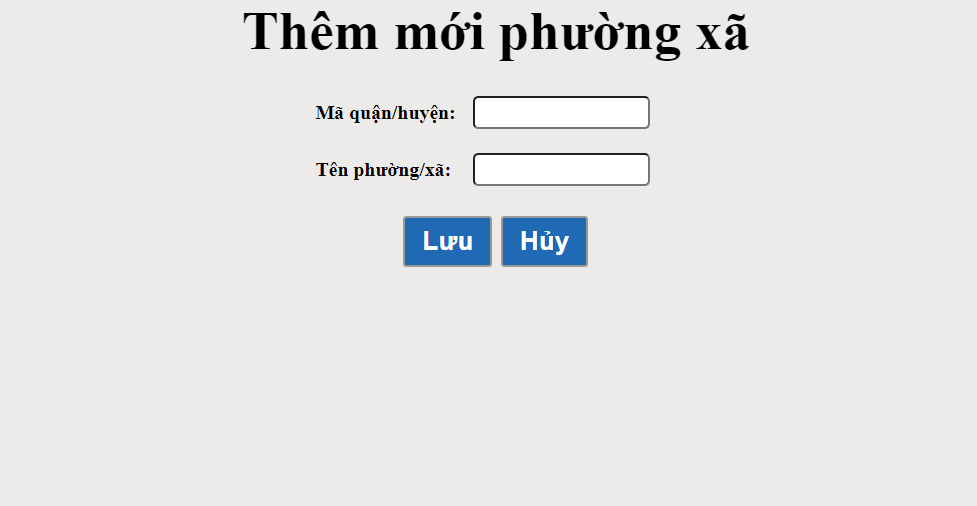 Thêm mới phường xã
Mã quận/huyện:
Tên phường/xã:
Lưu Hủy